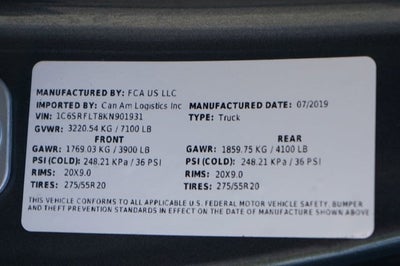 MANUFACTURED BY: FCA US LLC
IMPORTED BY: Can Am Logistics Inc MANUFACTURED DATE: 07/2019
VIN: 1C6SRFLT8KN901931 TYPE: Truck
GVWR: 3220.54 KG / 7100 LB
FRONT REAR
GAWR: 1769.03 KG / 3900 LB GAWR: 1859.75 KG / 4100 LB
PSI (COLD): 248.21 KPa / 36 PSI PSI (COLD): 248.21 KPa / 36 PSI
RIMS: 20X9.0 RIMS: 20X9.0
TIRES: 275/55R20 TIRES: 275/55R20
THIS VEHICLE CONFORMS TO ALL APPLICABLE U.S. FEDERAL MOTOR VEHICLE SAFETY, BUMPER
AND THEFT PREVENTION STANDARDS IN EFFECT ON THE DATE OF MANUFACTURE SHOWN ABOVE